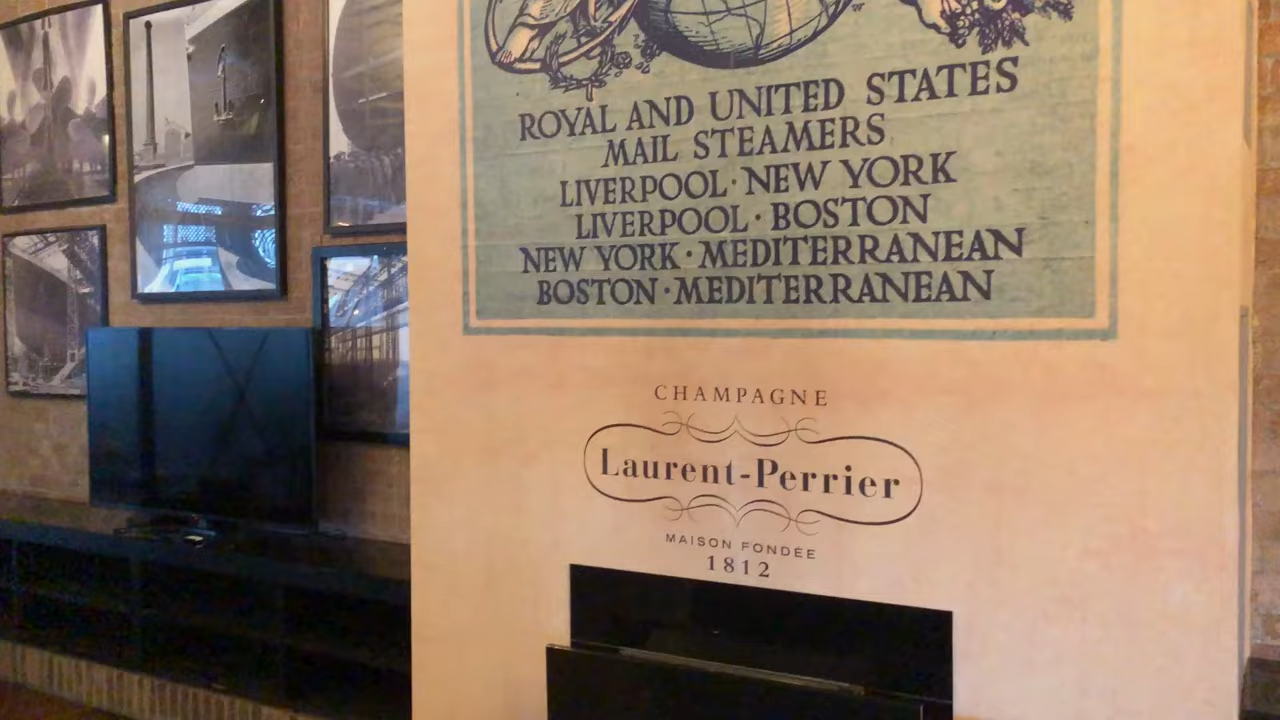 ROYAL AND UNITED STATES
MAIL STEAMERS
LIVERPOOL·NEW YORK
LIVERPOOL·BOSTON
NEW YORK·MEDITERRANEAN
BOSTON·MEDITERRANEAN
CHAMPAGNE
Laurent-Perrier
MAISON FONDÉE
1812